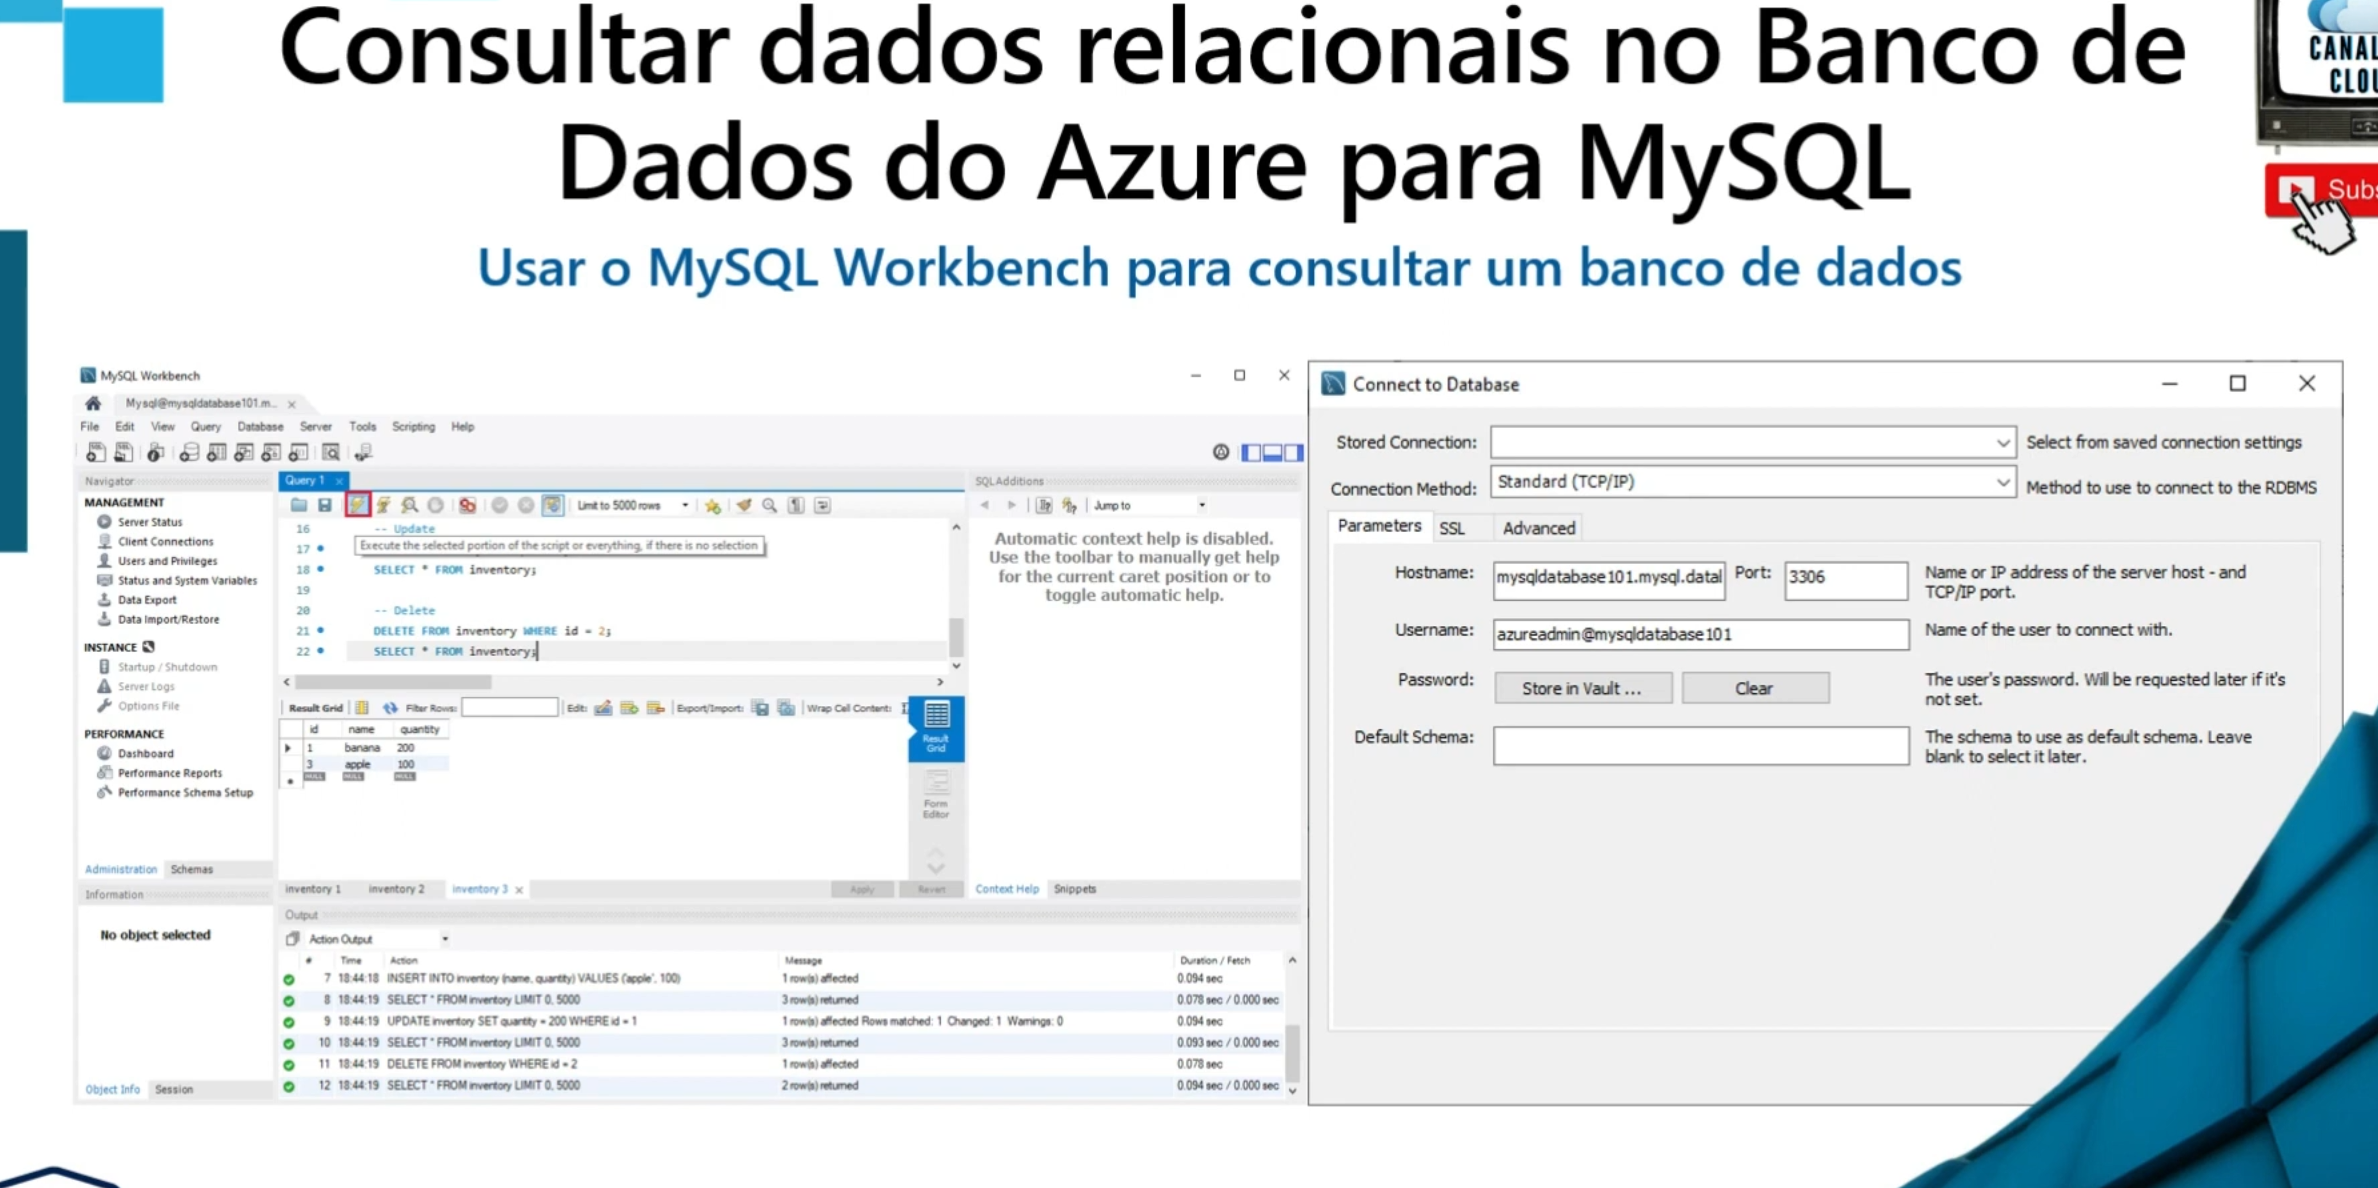 Consultar dados relacionais no Banco de
Dados do Azure para MySQL
Usar o MySQL Workbench para consultar um banco de dados
CANAL
CLOU
Subs
MySQL Workbench
Mysql@mysqldatabase101.m...
File Edit View Query Database Server Tools Scripting Help
Navigator
MANAGEMENT
Server Status
Client Connections
Users and Privileges
Status and System Variables
Data Export
Data Import/Restore
INSTANCE
Startup / Shutdown
Server Logs
Options File
PERFORMANCE
Dashboard
Performance Reports
Performance Schema Setup
Administration Schemas
Information
No object selected
Object Info Session
Query 1
Limit to 5000 rows
16 -- Update
17
Execute the selected portion of the script or everything, if there is no selection
18 SELECT * FROM inventory;
19
20 -- Delete
21 DELETE FROM inventory WHERE id = 2;
22 SELECT * FROM inventory;
Result Grid Filter Rows: Edit: Export/Import: Wrap Cell Content:
id name quantity
1 banana 200
3 apple 100
NULL NULL NULL
Result
Grid
Form
Editor
inventory 1 inventory 2 inventory 3 Apply Revert
SQLAdditions
Jump to
Automatic context help is disabled.
Use the toolbar to manually get help
for the current caret position or to
toggle automatic help.
Context Help Snippets
Output
Action Output
# Time Action Message Duration / Fetch
7 18:44:18 INSERT INTO inventory (name, quantity) VALUES ('apple', 100) 1 row(s) affected 0.094 sec
8 18:44:19 SELECT * FROM inventory LIMIT 0, 5000 3 row(s) returned 0.078 sec / 0.000 sec
9 18:44:19 UPDATE inventory SET quantity = 200 WHERE id = 1 1 row(s) affected Rows matched: 1 Changed: 1 Warnings: 0 0.094 sec
10 18:44:19 SELECT * FROM inventory LIMIT 0, 5000 3 row(s) returned 0.093 sec / 0.000 sec
11 18:44:19 DELETE FROM inventory WHERE id = 2 1 row(s) affected 0.078 sec
12 18:44:19 SELECT * FROM inventory LIMIT 0, 5000 2 row(s) returned 0.094 sec / 0.000 sec
Connect to Database
Stored Connection: Select from saved connection settings
Connection Method: Standard (TCP/IP) Method to use to connect to the RDBMS
Parameters SSL Advanced
Hostname: mysqldatabase101.mysql.datal Port: 3306 Name or IP address of the server host - and
TCP/IP port.
Username: azureadmin@mysqldatabase101 Name of the user to connect with.
Password: Store in Vault ... Clear The user's password. Will be requested later if it's
not set.
Default Schema: The schema to use as default schema. Leave
blank to select it later.